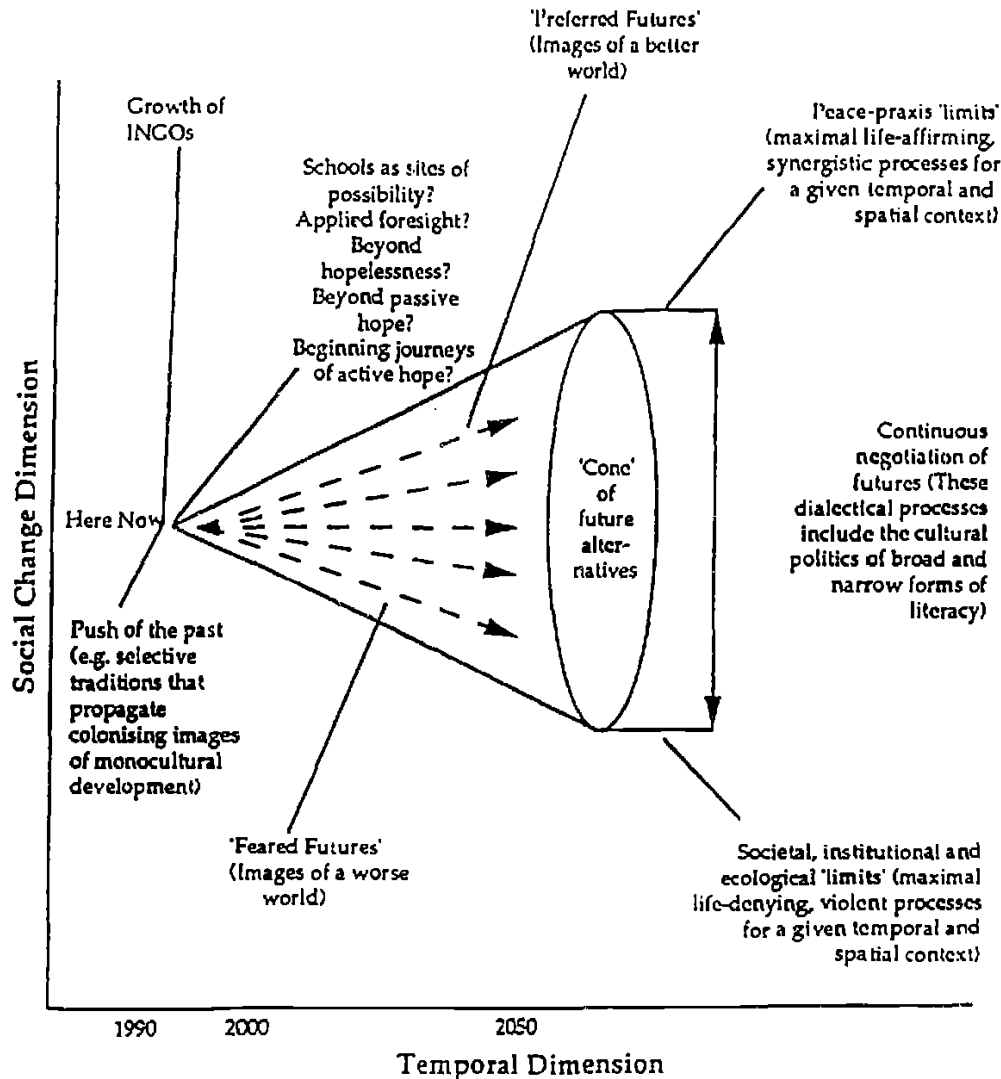 'Preferred Futures'
(Images of a better
world)
Growth of
INGOs
Peace-praxis 'limits'
(maximal life-affirming,
synergistic processes for
a given temporal and
spatial context)
Schools as sites of
possibility?
Applied foresight?
Beyond
hopelessness?
Beyond passive
hope?
Beginning journeys
of active hope?
Social Change Dimension
Here Now
'Cone'
of
future
alter-
natives
Continuous
negotiation of
futures (These
dialectical processes
include the cultural
politics of broad and
narrow forms of
literacy)
Push of the past
(e.g. selective
traditions that
propagate
colonising images
of monocultural
development)
'Feared Futures'
(Images of a worse
world)
Societal, institutional and
ecological 'limits' (maximal
life-denying, violent processes
for a given temporal and
spatial context)
1990 2000 2050
Temporal Dimension